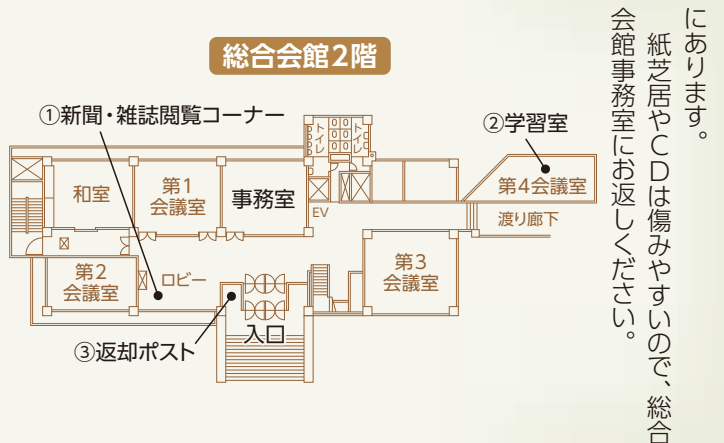 にあります。
　紙芝居やCDは傷みやすいので、総合
会館事務室にお返しください。
総合会館2階
①新聞・雑誌閲覧コーナー
②学習室
トイレ
トイレ
和室
第1
会議室
事務室
EV
第4会議室
渡り廊下
第2
会議室
ロビー
第3
会議室
入口
③返却ポスト